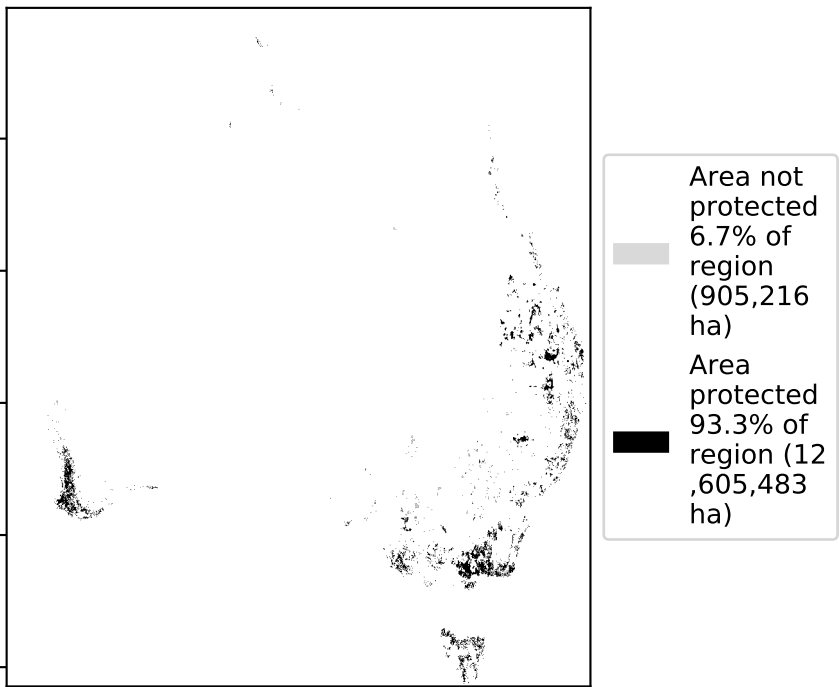 Area not
protected
6.7% of
region
(905,216
ha)
Area
protected
93.3% of
region (12
,605,483
ha)